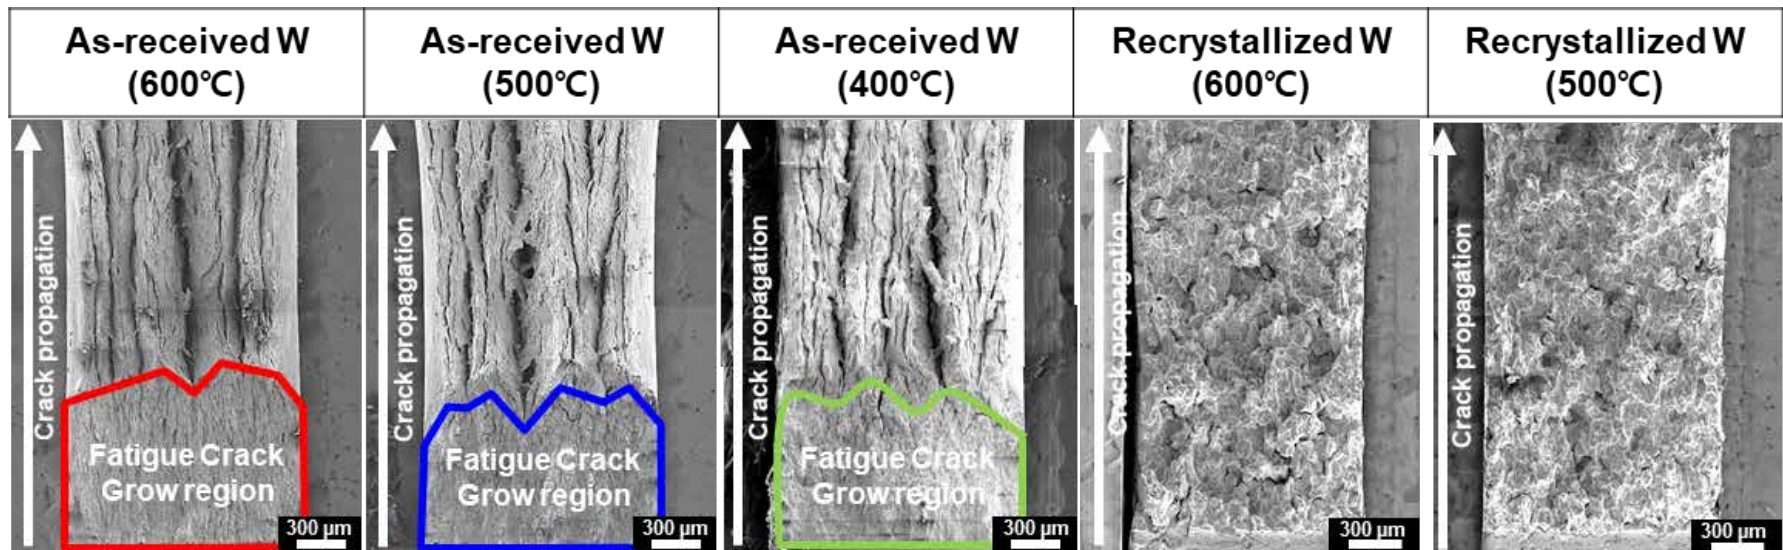 As-received W
(600℃)
As-received W
(500℃)
As-received W
(400℃)
Recrystallized W
(600℃)
Recrystallized W
(500℃)
Crack propagation
Fatigue Crack
Grow region
300 µm
Crack propagation
Fatigue Crack
Grow region
300 µm
Crack propagation
Fatigue Crack
Grow region
300 µm
Crack propagation
300 µm
Crack propagation
300 µm